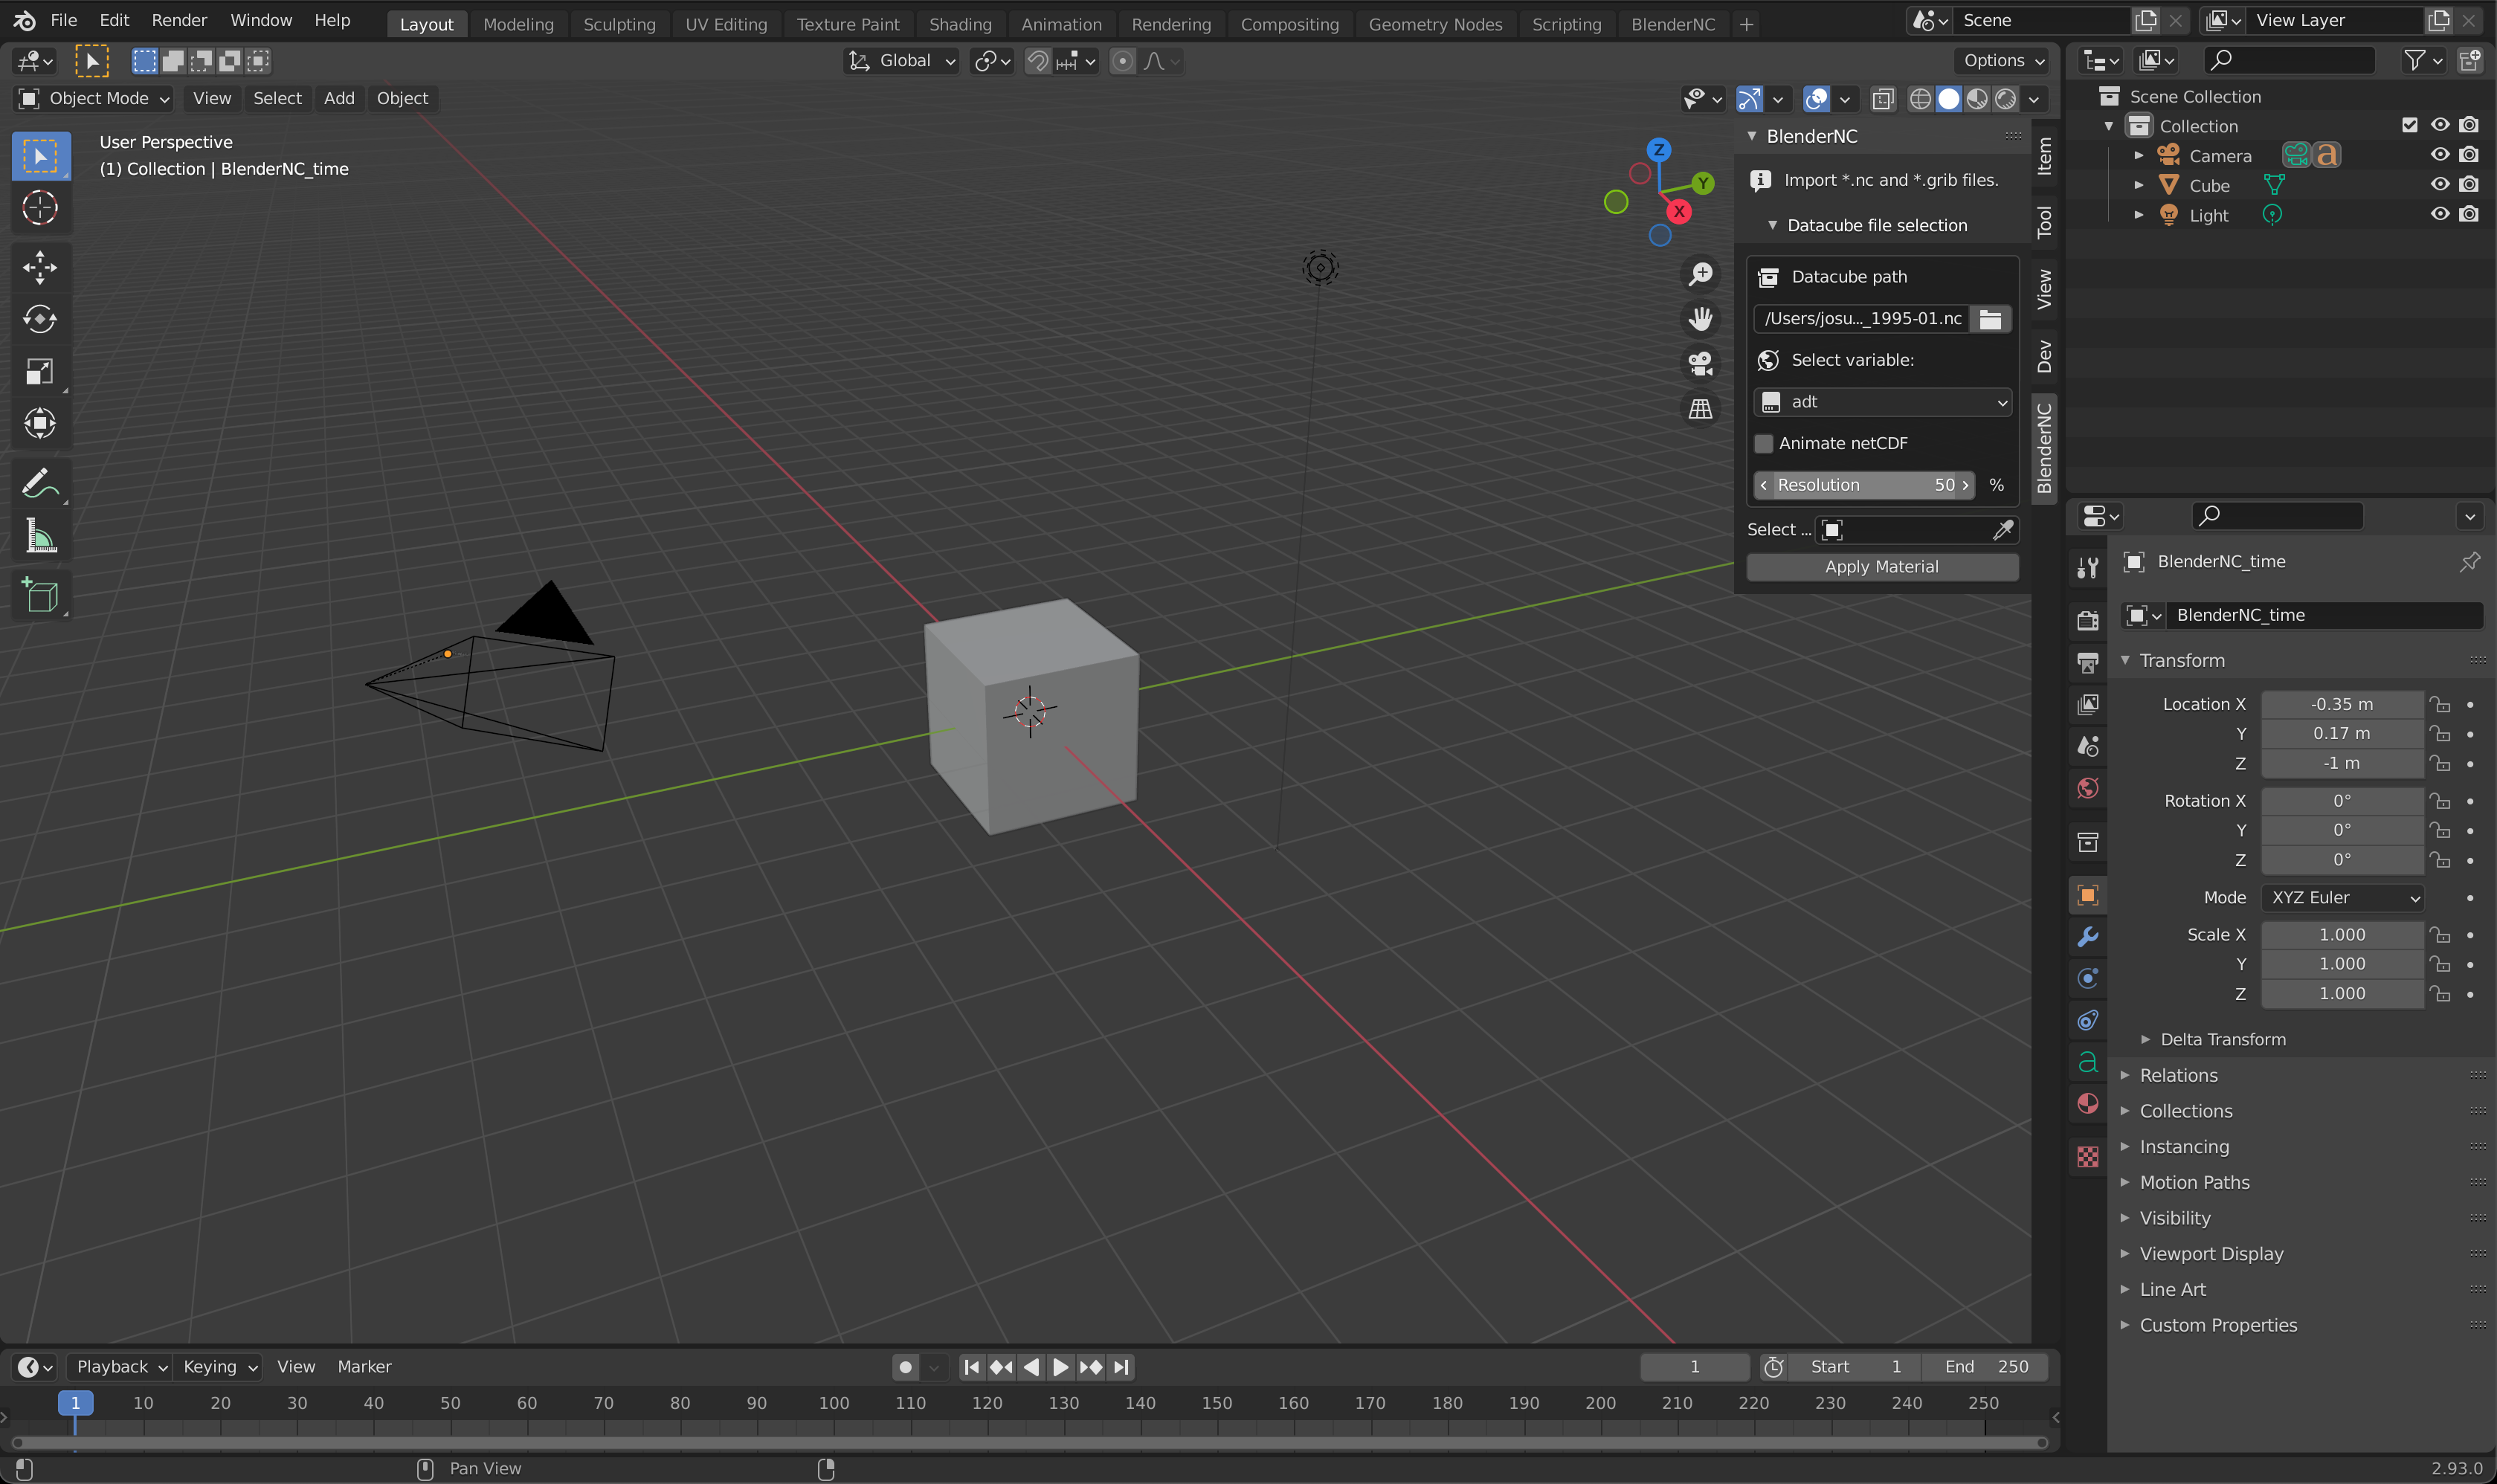 File Edit Render Window Help Layout Modeling Sculpting UV Editing Texture Paint Shading Animation Rendering Compositing Geometry Nodes Scripting BlenderNC + Scene View Layer
Global Options
Object Mode View Select Add Object
User Perspective
(1) Collection | BlenderNC_time
Z
Y
X
BlenderNC
Import *.nc and *.grib files.
Datacube file selection
Datacube path
/Users/josu..._1995-01.nc
Select variable:
adt
Animate netCDF
Resolution 50 %
Select ...
Apply Material
Item
Tool
View
Dev
BlenderNC
Scene Collection
Collection
Camera
Cube
Light
BlenderNC_time
BlenderNC_time
Transform
Location X -0.35 m
Y 0.17 m
Z -1 m
Rotation X 0°
Y 0°
Z 0°
Mode XYZ Euler
Scale X 1.000
Y 1.000
Z 1.000
Delta Transform
Relations
Collections
Instancing
Motion Paths
Visibility
Viewport Display
Line Art
Custom Properties
Playback Keying View Marker 1 Start 1 End 250
1 10 20 30 40 50 60 70 80 90 100 110 120 130 140 150 160 170 180 190 200 210 220 230 240 250
Pan View 2.93.0